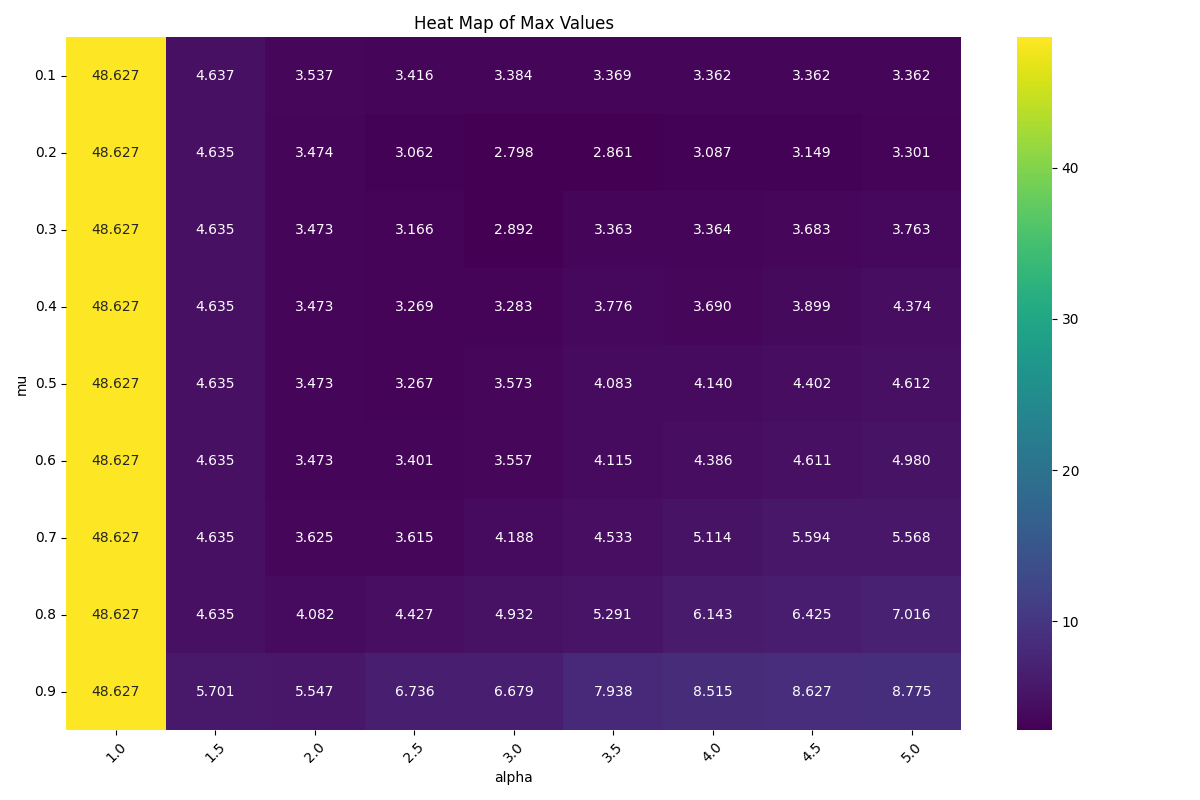 Heat Map of Max Values
0.1 48.627 4.637 3.537 3.416 3.384 3.369 3.362 3.362 3.362
0.2 48.627 4.635 3.474 3.062 2.798 2.861 3.087 3.149 3.301
0.3 48.627 4.635 3.473 3.166 2.892 3.363 3.364 3.683 3.763
0.4 48.627 4.635 3.473 3.269 3.283 3.776 3.690 3.899 4.374
0.5 48.627 4.635 3.473 3.267 3.573 4.083 4.140 4.402 4.612
0.6 48.627 4.635 3.473 3.401 3.557 4.115 4.386 4.611 4.980
0.7 48.627 4.635 3.625 3.615 4.188 4.533 5.114 5.594 5.568
0.8 48.627 4.635 4.082 4.427 4.932 5.291 6.143 6.425 7.016
0.9 48.627 5.701 5.547 6.736 6.679 7.938 8.515 8.627 8.775
mu
1.0 1.5 2.0 2.5 3.0 3.5 4.0 4.5 5.0
alpha
40
30
20
10